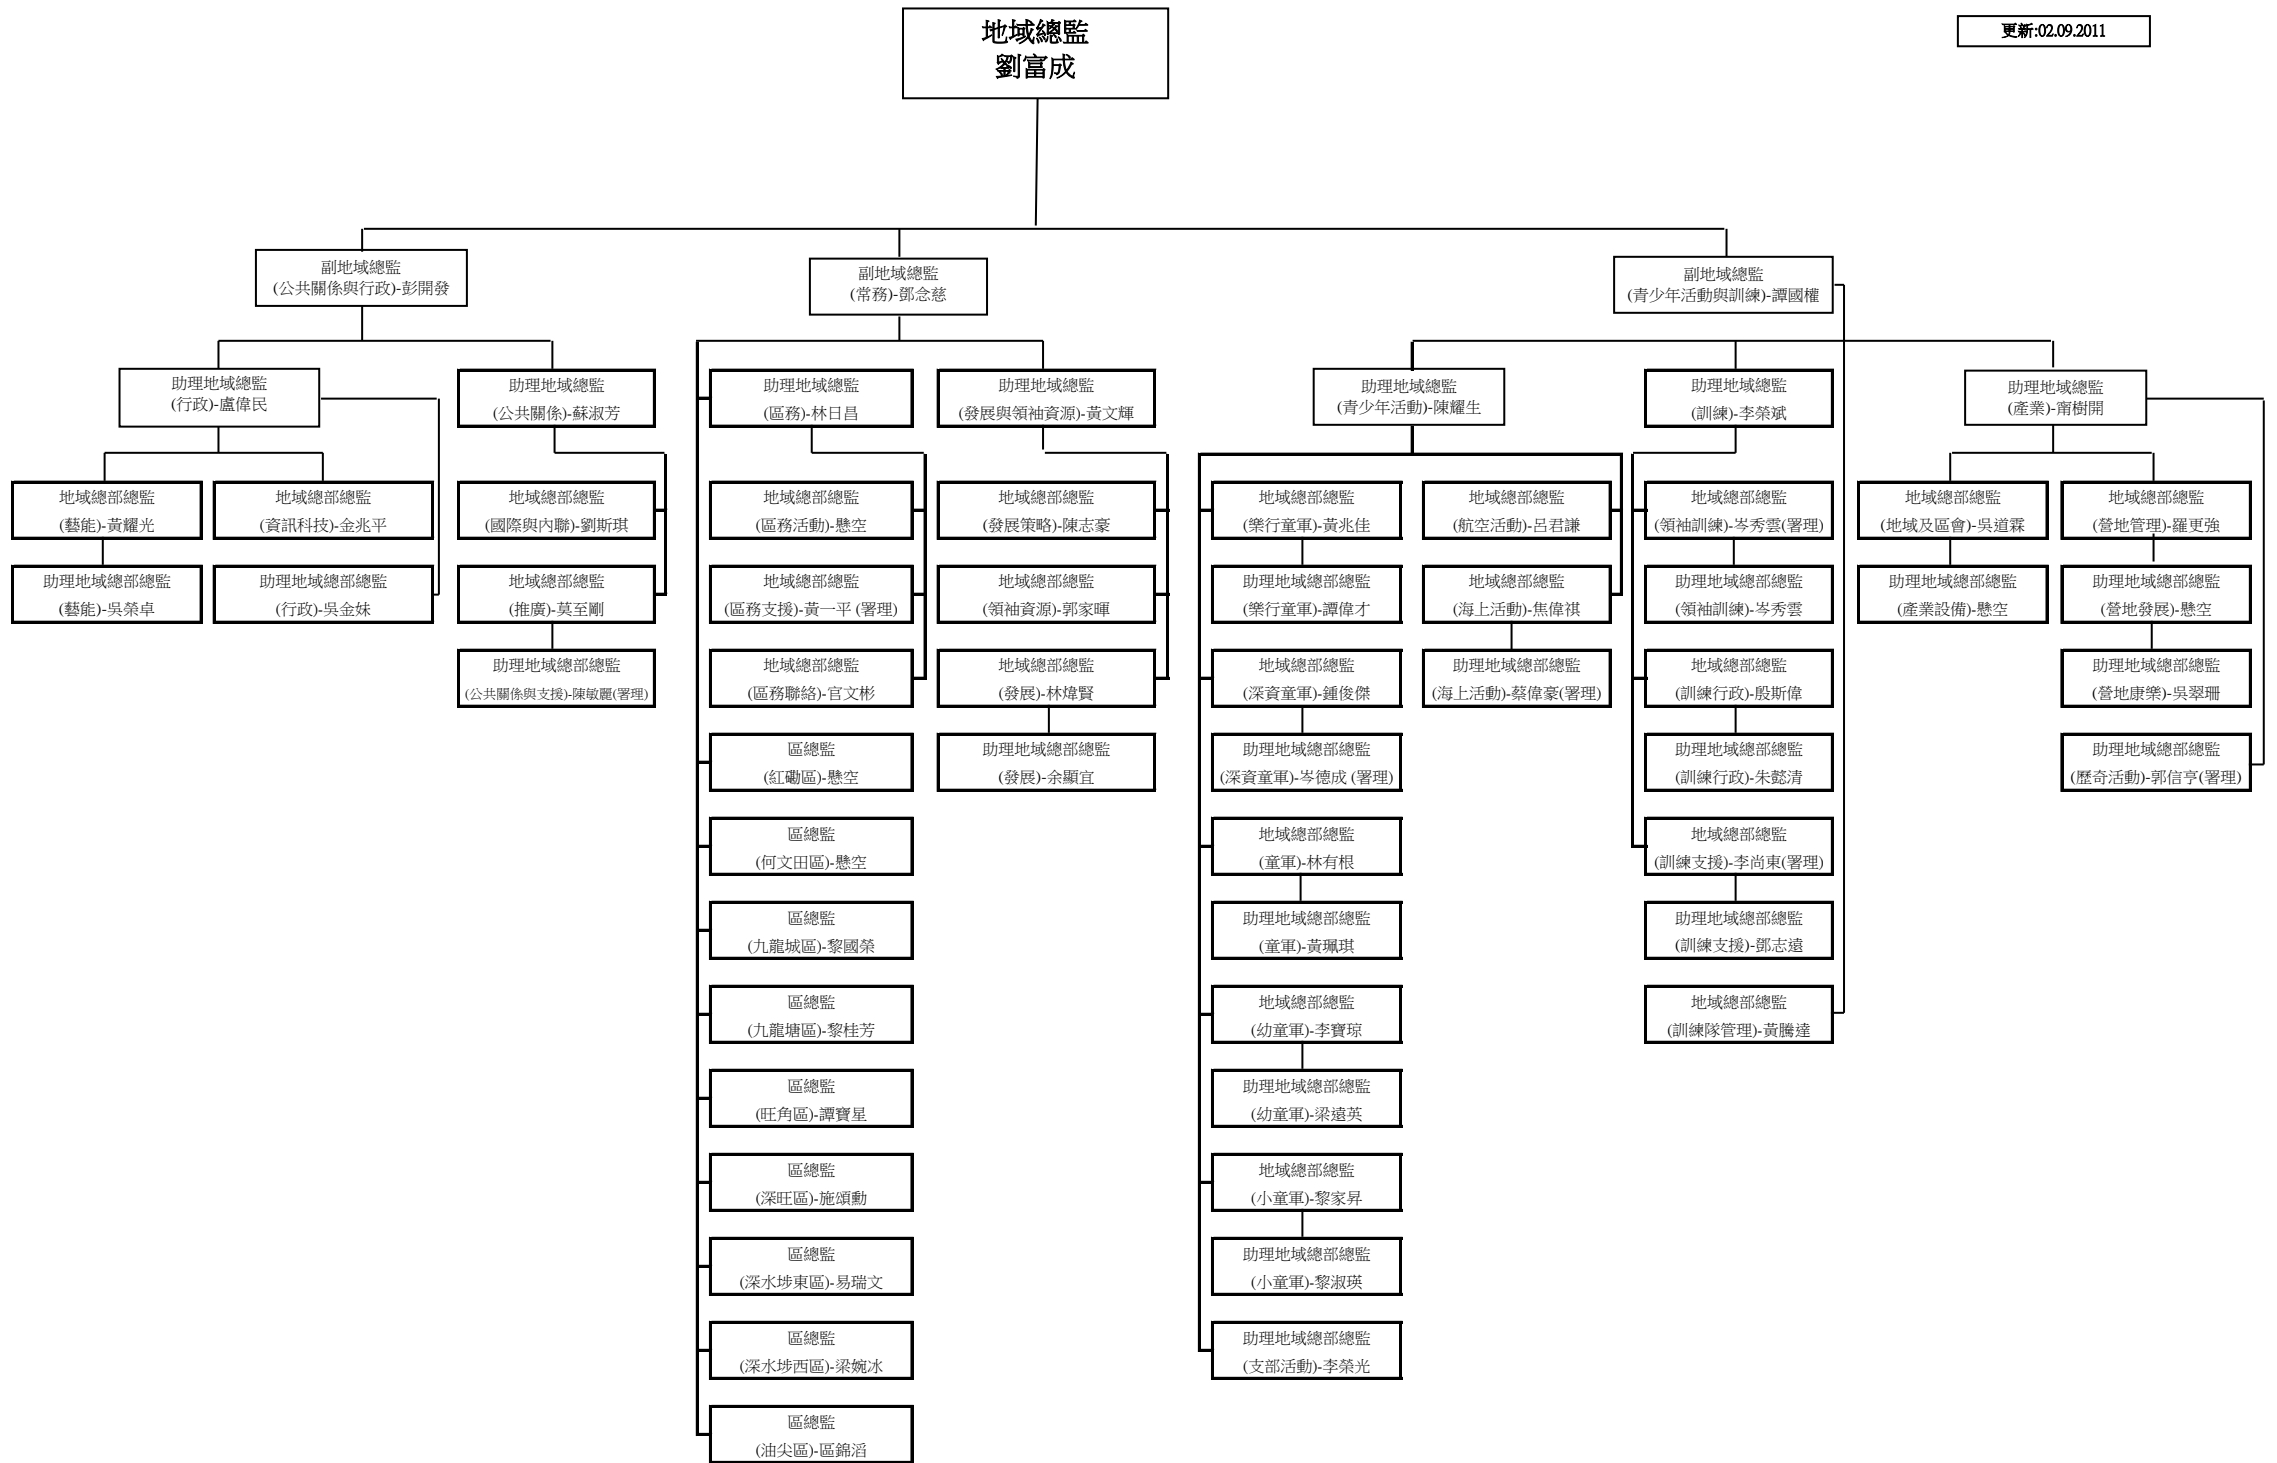 地域總監
劉富成
更新:02.09.2011
副地域總監
(公共關係與行政)-彭開發
副地域總監
(常務)-鄧念慈
副地域總監
(青少年活動與訓練)-譚國權
助理地域總監
(行政)-盧偉民
助理地域總監
(公共關係)-蘇淑芳
助理地域總監
(區務)-林日昌
助理地域總監
(發展與領袖資源)-黃文輝
助理地域總監
(青少年活動)-陳耀生
助理地域總監
(訓練)-李榮斌
助理地域總監
(產業)-甯樹開
地域總部總監
(藝能)-黃耀光
地域總部總監
(資訊科技)-金兆平
地域總部總監
(國際與內聯)-劉斯琪
地域總部總監
(區務活動)-懸空
地域總部總監
(發展策略)-陳志豪
地域總部總監
(樂行童軍)-黃兆佳
地域總部總監
(航空活動)-呂君謙
地域總部總監
(領袖訓練)-岑秀雲(署理)
地域總部總監
(地域及區會)-吳道霖
地域總部總監
(營地管理)-羅更強
助理地域總部總監
(藝能)-吳榮卓
助理地域總部總監
(行政)-吳金妹
地域總部總監
(推廣)-莫至剛
地域總部總監
(區務支援)-黃一平 (署理)
地域總部總監
(領袖資源)-郭家暉
助理地域總部總監
(樂行童軍)-譚偉才
地域總部總監
(海上活動)-焦偉祺
助理地域總部總監
(領袖訓練)-岑秀雲
助理地域總部總監
(產業設備)-懸空
助理地域總部總監
(營地發展)-懸空
助理地域總部總監
(公共關係與支援)-陳敏麗(署理)
地域總部總監
(區務聯絡)-官文彬
地域總部總監
(發展)-林煒賢
地域總部總監
(深資童軍)-鍾俊傑
助理地域總部總監
(海上活動)-蔡偉豪(署理)
地域總部總監
(訓練行政)-殷斯偉
助理地域總部總監
(營地康樂)-吳翠珊
區總監
(紅磡區)-懸空
助理地域總部總監
(發展)-余顯宜
助理地域總部總監
(深資童軍)-岑德成 (署理)
助理地域總部總監
(訓練行政)-朱懿清
助理地域總部總監
(歷奇活動)-郭信亨(署理)
區總監
(何文田區)-懸空
地域總部總監
(童軍)-林有根
地域總部總監
(訓練支援)-李尚東(署理)
區總監
(九龍城區)-黎國榮
助理地域總部總監
(童軍)-黃珮琪
助理地域總部總監
(訓練支援)-鄧志遠
區總監
(九龍塘區)-黎桂芳
地域總部總監
(幼童軍)-李寶琼
地域總部總監
(訓練隊管理)-黃騰達
區總監
(旺角區)-譚寶星
助理地域總部總監
(幼童軍)-梁遠英
區總監
(深旺區)-施頌勳
地域總部總監
(小童軍)-黎家昇
區總監
(深水埗東區)-易瑞文
助理地域總部總監
(小童軍)-黎淑瑛
區總監
(深水埗西區)-梁婉冰
助理地域總部總監
(支部活動)-李榮光
區總監
(油尖區)-區錦滔